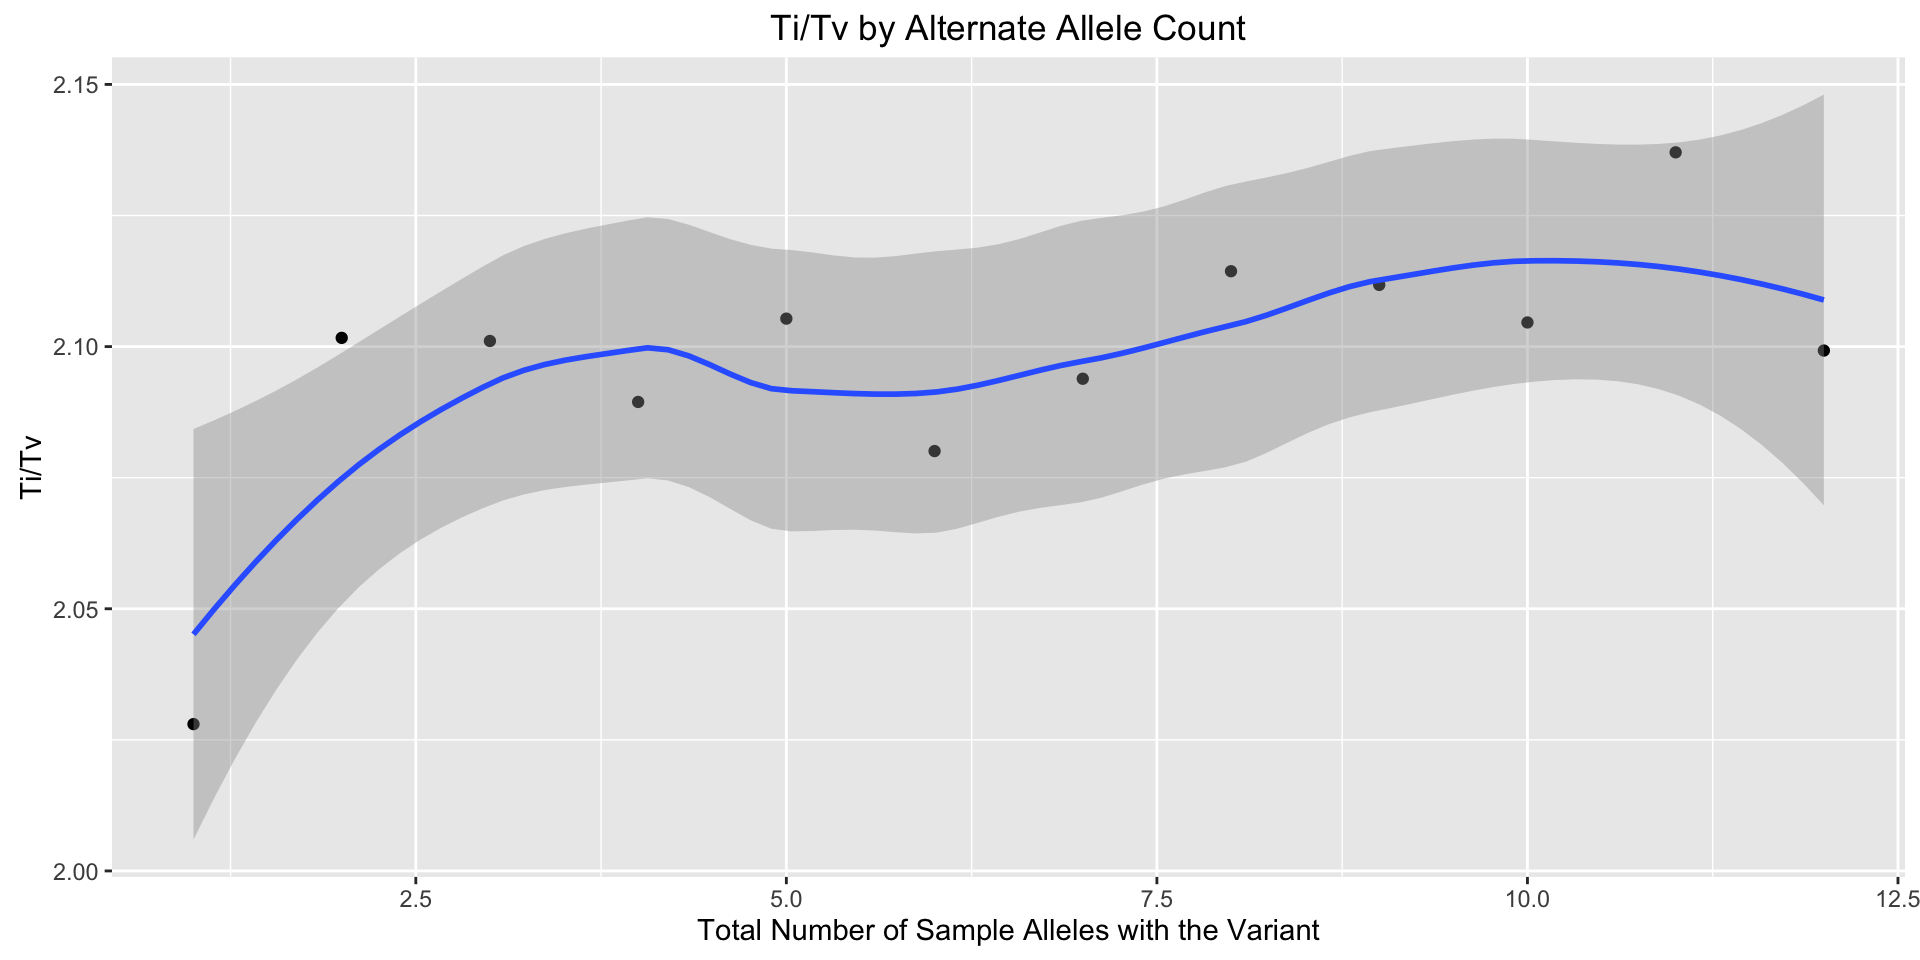 Ti/Tv by Alternate Allele Count
Ti/Tv
2.15
2.10
2.05
2.00
2.5 5.0 7.5 10.0 12.5
Total Number of Sample Alleles with the Variant